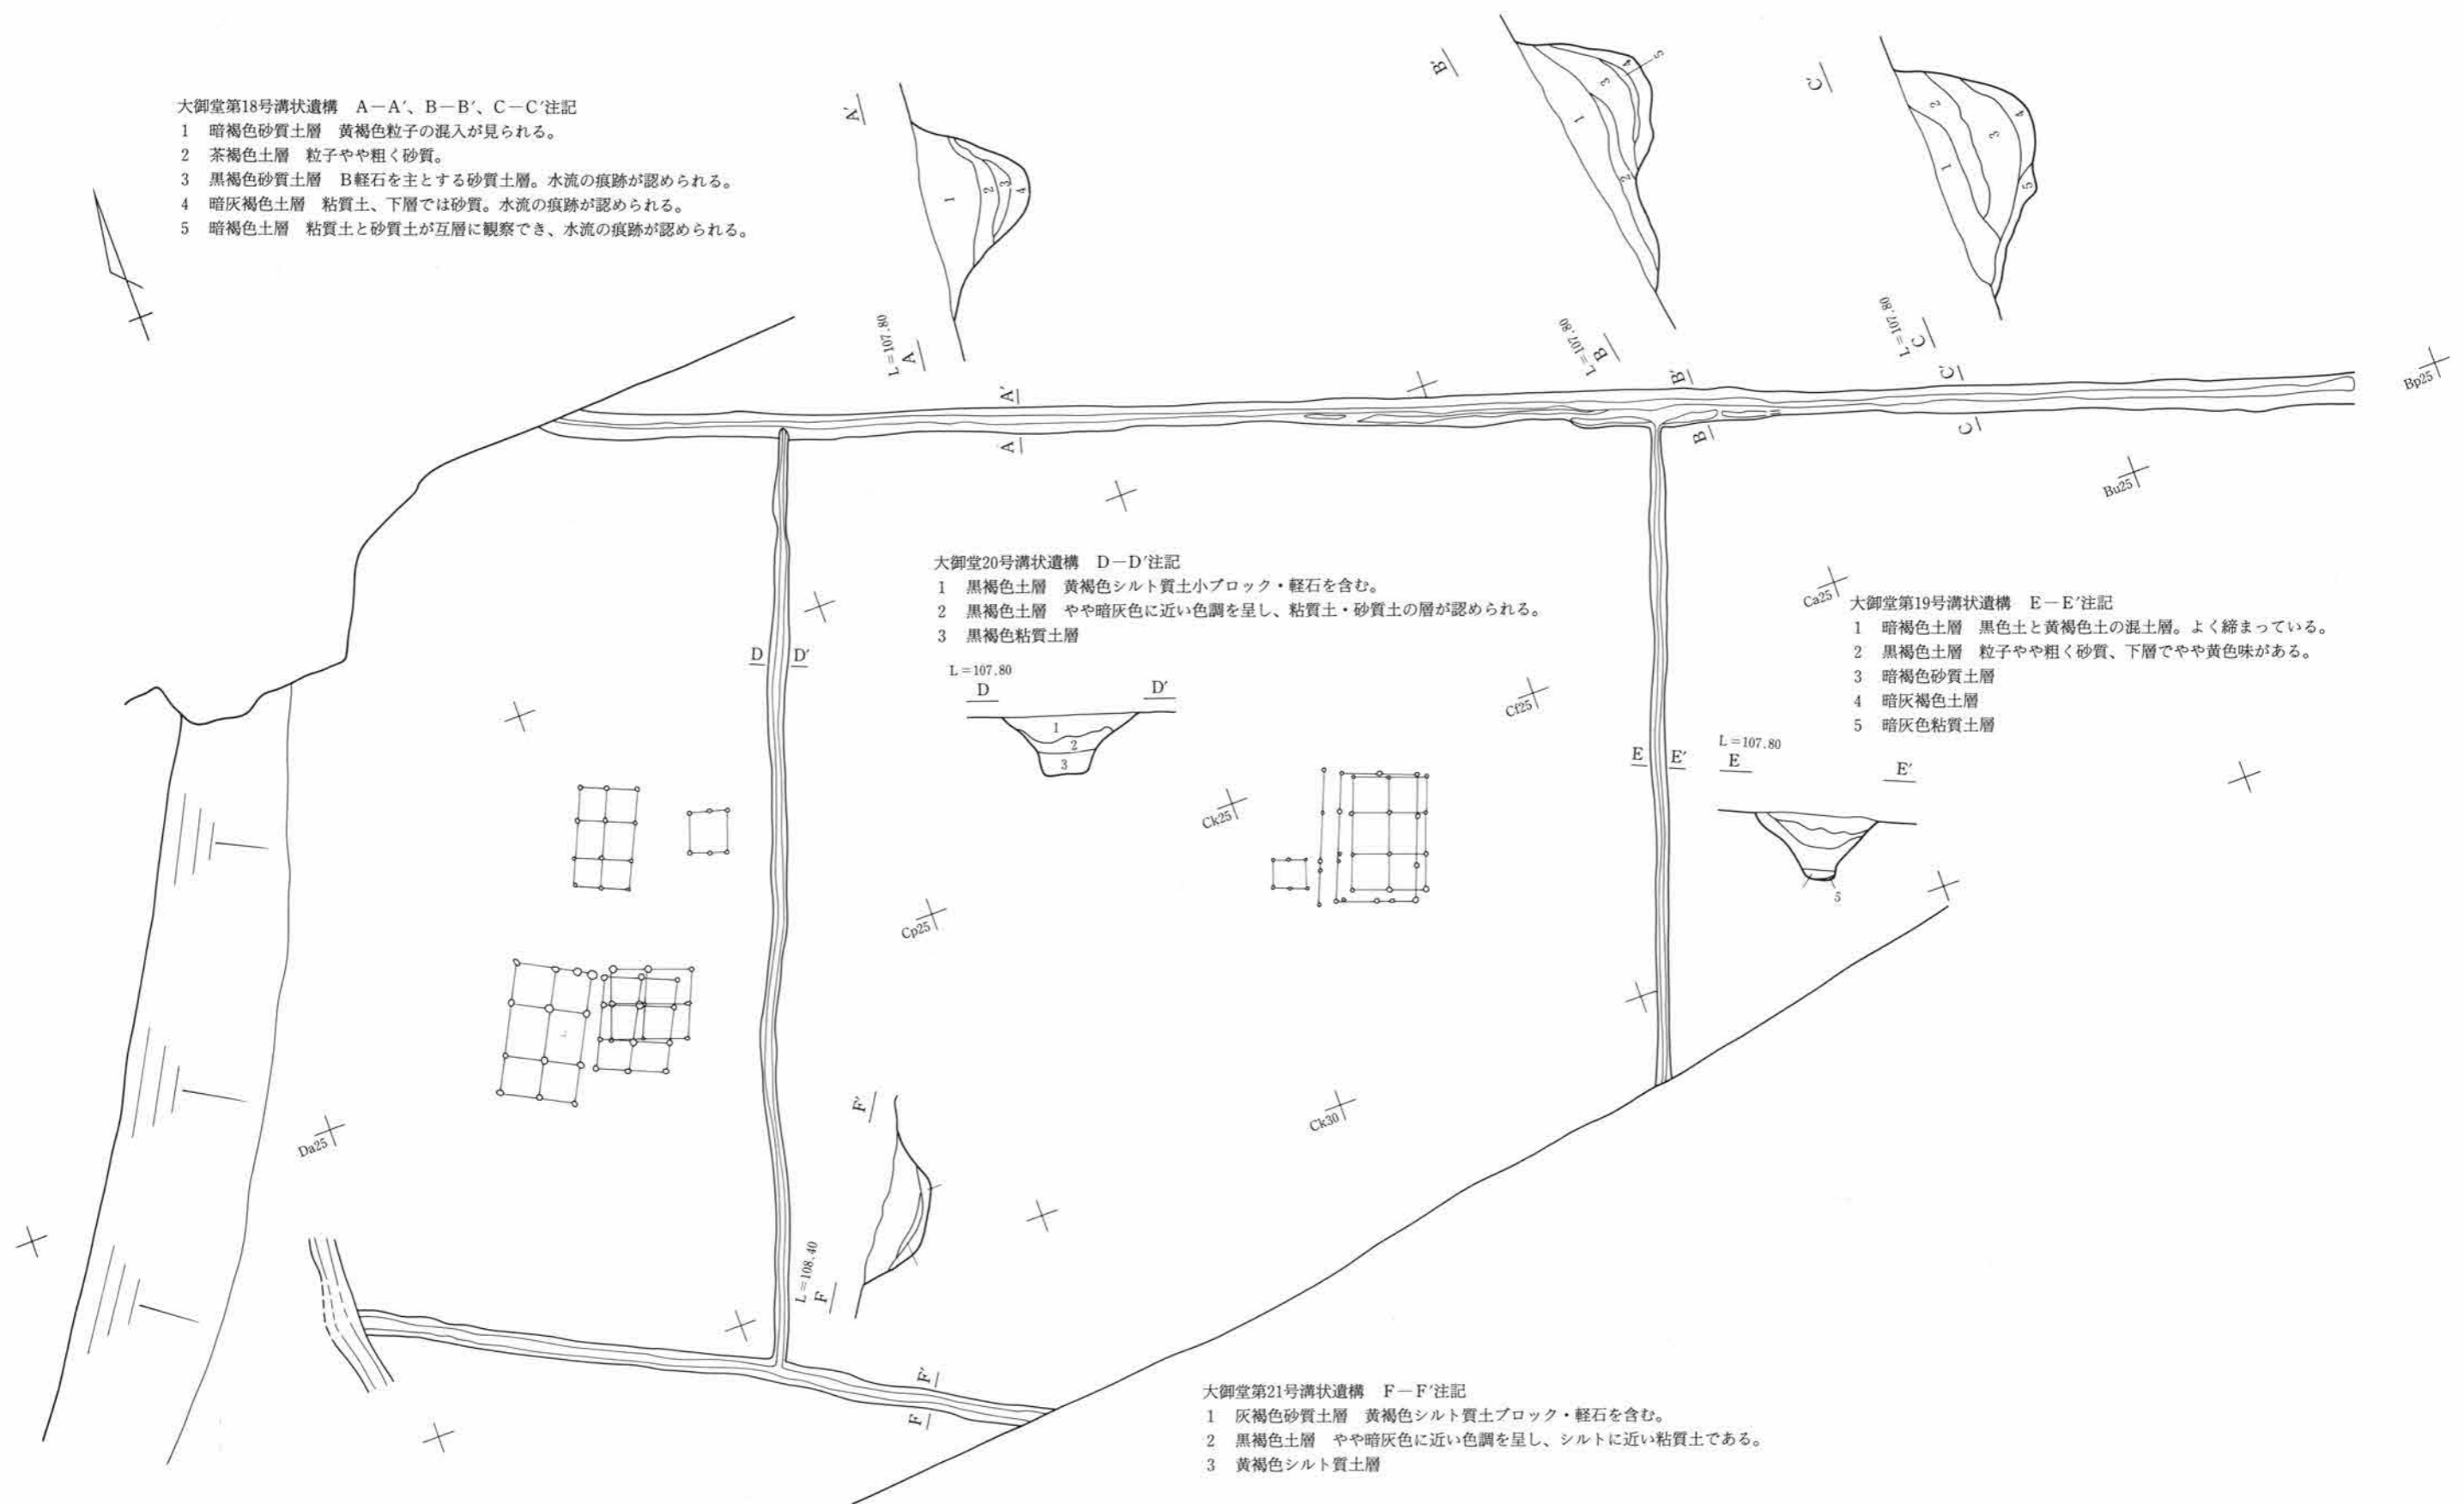 大御堂第18号溝状遺構 A－A′、B－B′、C－C′注記
1 暗褐色砂質土層 黄褐色粒子の混入が見られる。
2 茶褐色土層 粒子やや粗く砂質。
3 黒褐色砂質土層 B軽石を主とする砂質土層。水流の痕跡が認められる。
4 暗灰褐色土層 粘質土、下層では砂質。水流の痕跡が認められる。
5 暗褐色土層 粘質土と砂質土が互層に観察でき、水流の痕跡が認められる。
A′
1
2
3
4
L＝107.80
A
B′
1
2
3
4
5
L＝107.80
B
C′
1
2
3
4
5
L＝107.80
C
A′
A
B′
B
C′
C
Bp25
Bu25
Ca25
Cf25
Ck25
Cp25
Da25
Ck30
大御堂20号溝状遺構 D－D′注記
1 黒褐色土層 黄褐色シルト質土小ブロック・軽石を含む。
2 黒褐色土層 やや暗灰色に近い色調を呈し、粘質土・砂質土の層が認められる。
3 黒褐色粘質土層
D D′
L＝107.80
D D′
1
2
3
大御堂第19号溝状遺構 E－E′注記
1 暗褐色土層 黒色土と黄褐色土の混土層。よく締まっている。
2 黒褐色土層 粒子やや粗く砂質、下層でやや黄色味がある。
3 暗褐色砂質土層
4 暗灰褐色土層
5 暗灰色粘質土層
E E′
L＝107.80
E E′
5
F′
L＝108.40
F
F′
F
大御堂第21号溝状遺構 F－F′注記
1 灰褐色砂質土層 黄褐色シルト質土ブロック・軽石を含む。
2 黒褐色土層 やや暗灰色に近い色調を呈し、シルトに近い粘質土である。
3 黄褐色シルト質土層